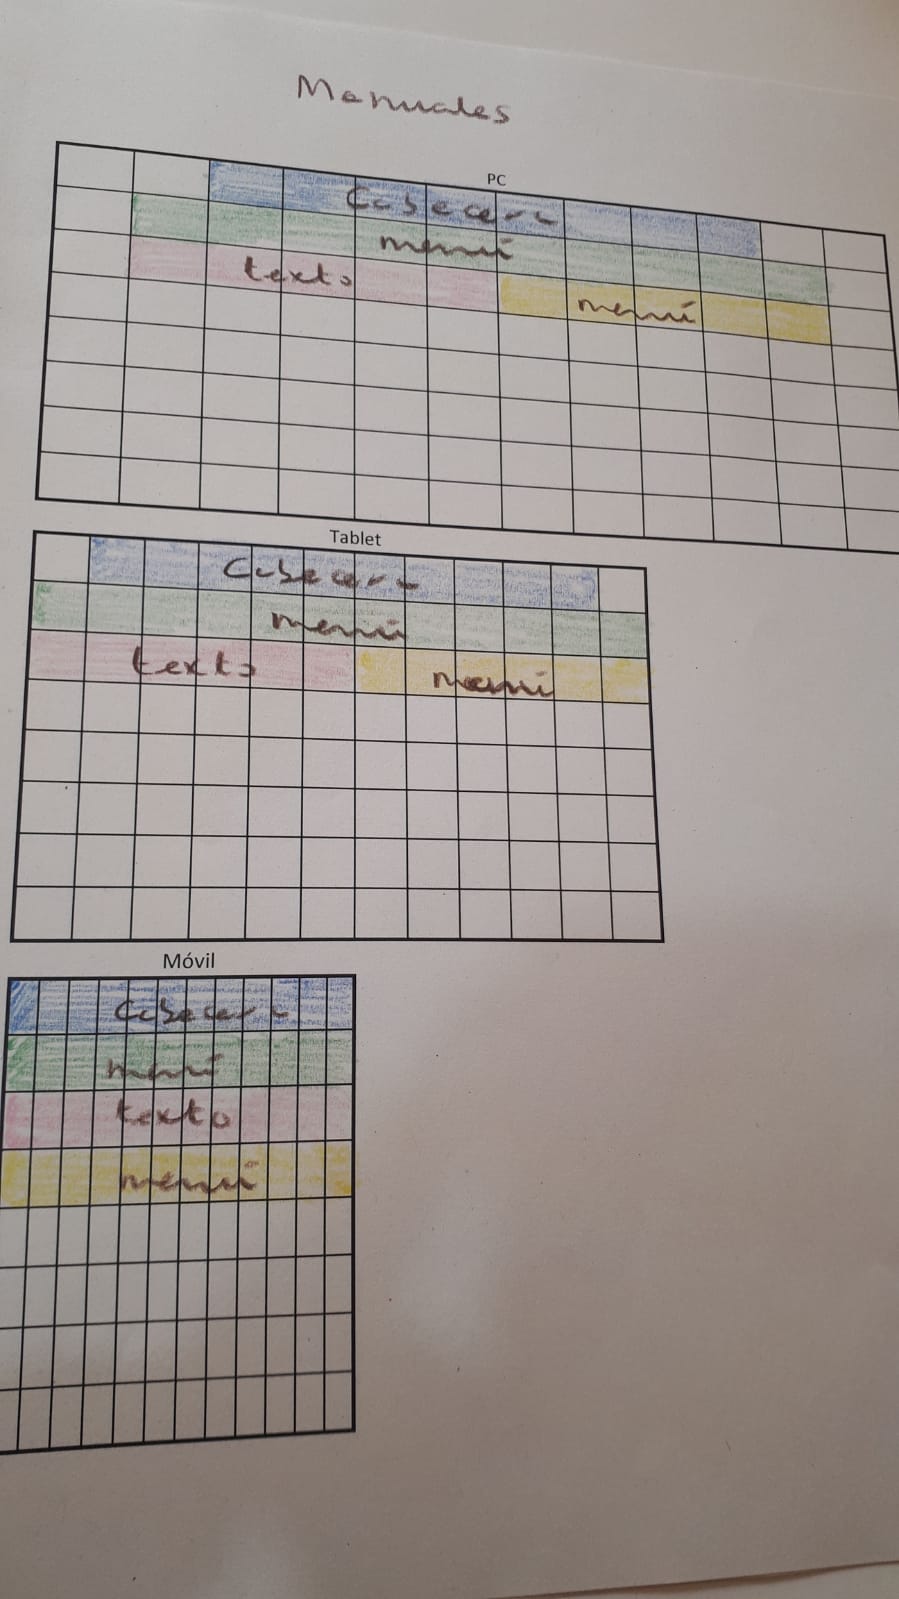 Manuales
PC
Cabecera
menú
texto menú
Tablet
Cabecera
menú
texto menú
Móvil
Cabecera
menú
texto
menú